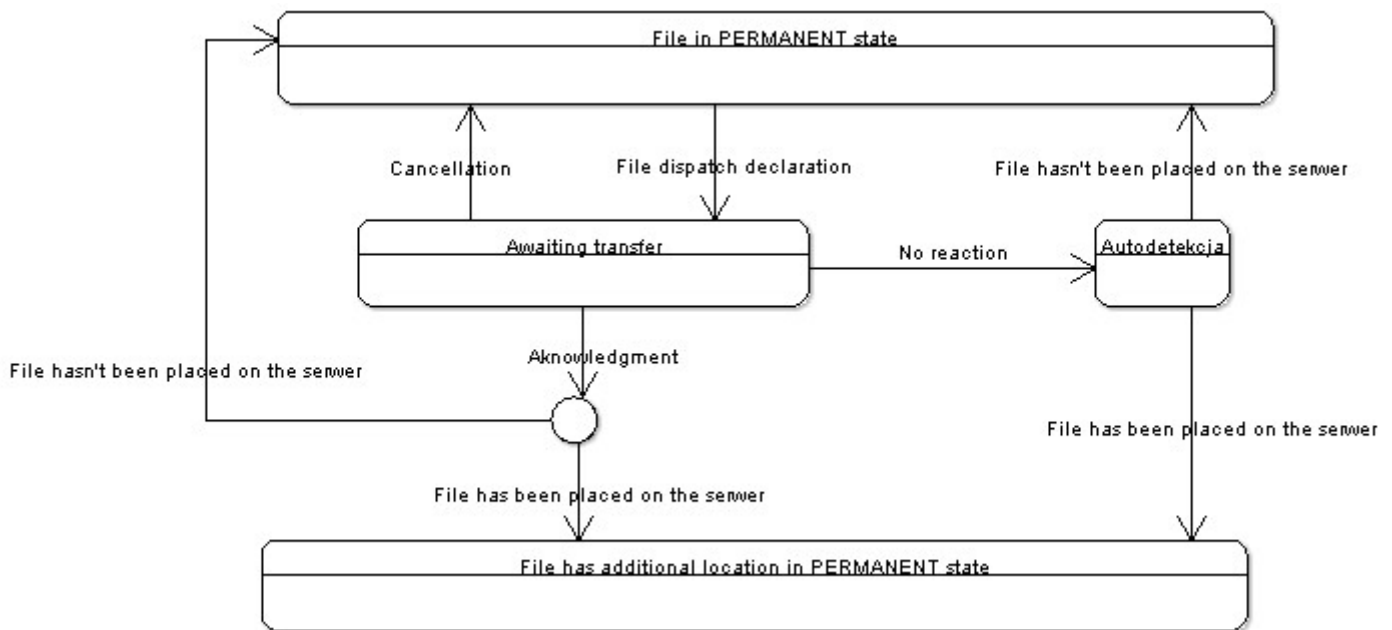 File in PERMANENT state
Cancellation
File dispatch declaration
File hasn't been placed on the serwer
Awaiting transfer
No reaction
Autodetekcja
Aknowledgment
File hasn't been placed on the serwer
File has been placed on the serwer
File has been placed on the serwer
File has additional location in PERMANENT state